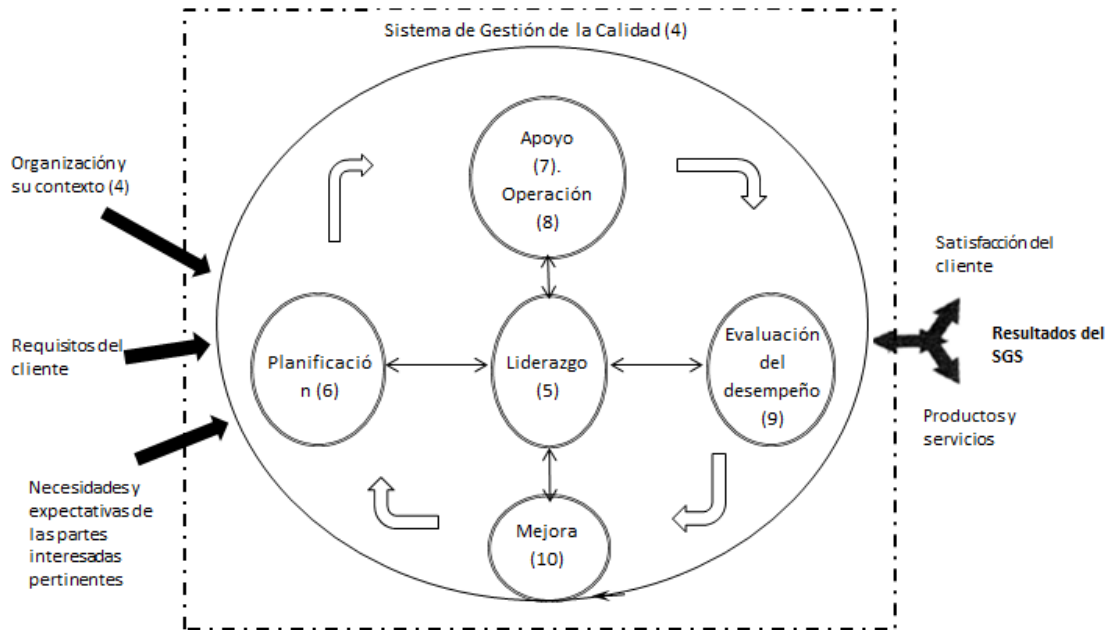 Sistema de Gestión de la Calidad (4)
Organización y
su contexto (4)
Requisitos del
cliente
Necesidades y
expectativas de
las partes
interesadas
pertinentes
Apoyo
(7).
Operación
(8)
Planificació
n (6)
Liderazgo
(5)
Evaluación
del
desempeño
(9)
Mejora
(10)
Satisfacción del
cliente
Resultados del
SGS
Productos y
servicios